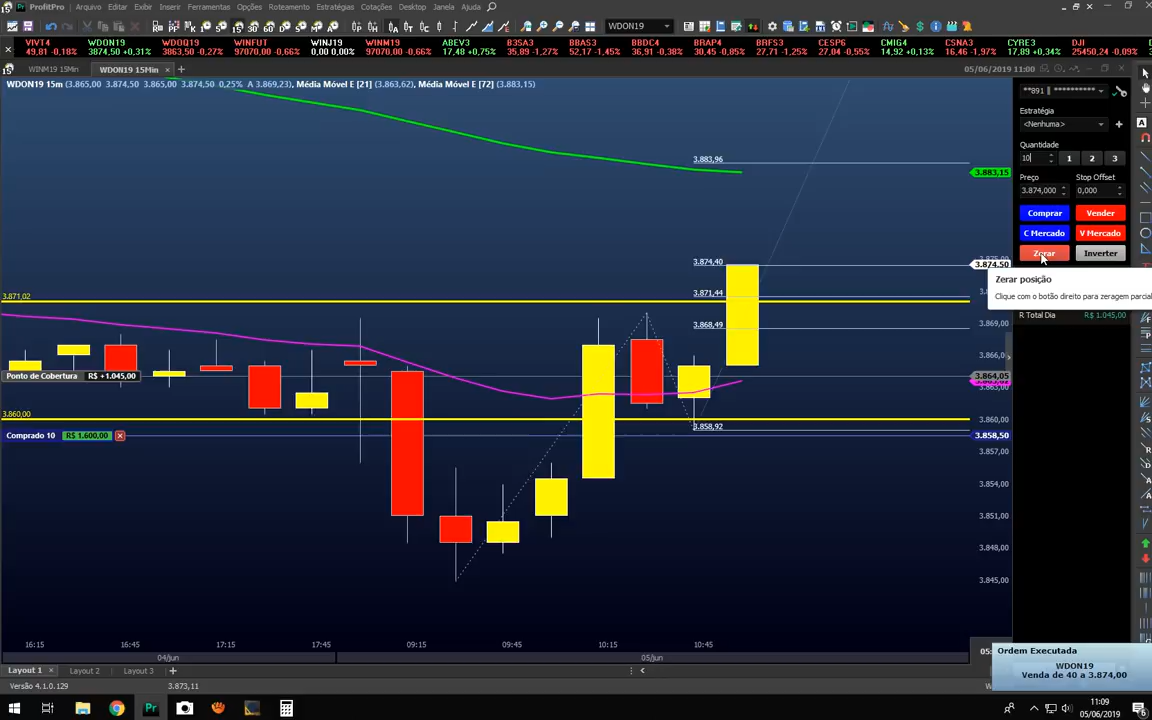 ProfitPro Arquivo Editar Exibir Inserir Ferramentas Opções Roteamento Estratégias Cotações Desktop Janela Ajuda
WDON19
VIVT4 WDON19 WDOQ19 WINFUT WINJ19 WINM19 ABEV3 B3SA3 BBAS3 BBDC4 BRAP4 BRFS3 CESP6 CMIG4 CSNA3 CYRE3 DJI
49,81 -0,18% 3874,50 +0,31% 3863,50 -0,27% 97070,00 -0,66% 0,00 0,00% 97070,00 -0,66% 17,48 +0,75% 35,89 -1,27% 52,17 -1,45% 36,91 -0,38% 30,45 -0,85% 27,71 -1,25% 27,04 -0,55% 14,92 +0,13% 16,46 -1,97% 17,89 +0,34% 25450,24 -0,09%
WINM19 15Min WDON19 15Min 05/06/2019 11:00
WDON19 15m (3.865,00 3.874,50 3.865,00 3.874,50 0,25% A 3.869,23), Média Móvel E [21] (3.863,62), Média Móvel E [72] (3.883,15)
**891
Estratégia
<Nenhuma>
Quantidade
10 1 2 3
Preço Stop Offset
3.874,000 0,000
Comprar Vender
C Mercado V Mercado
Zerar Inverter
Zerar posição
Clique com o botão direito para zeragem parcial
R Total Dia R$ 1.045,00
3.883,96
3.883,15
3.874,40
3.874,50
3.871,02
3.871,44
3.869,00
3.868,49
3.866,00
Ponto de Cobertura R$ +1.045,00
3.864,05
3.863,00
3.860,00
3.860,00
3.858,92
Comprado 10 R$ 1.600,00
3.858,50
3.857,00
3.854,00
3.851,00
3.848,00
3.845,00
16:15 16:45 17:15 17:45 09:15 09:45 10:15 10:45
04/jun 05/jun
Layout 1 Layout 2 Layout 3
Versão 4.1.0.129 3.873,11
Ordem Executada
WDON19
Venda de 40 a 3.874,00
11:09
05/06/2019